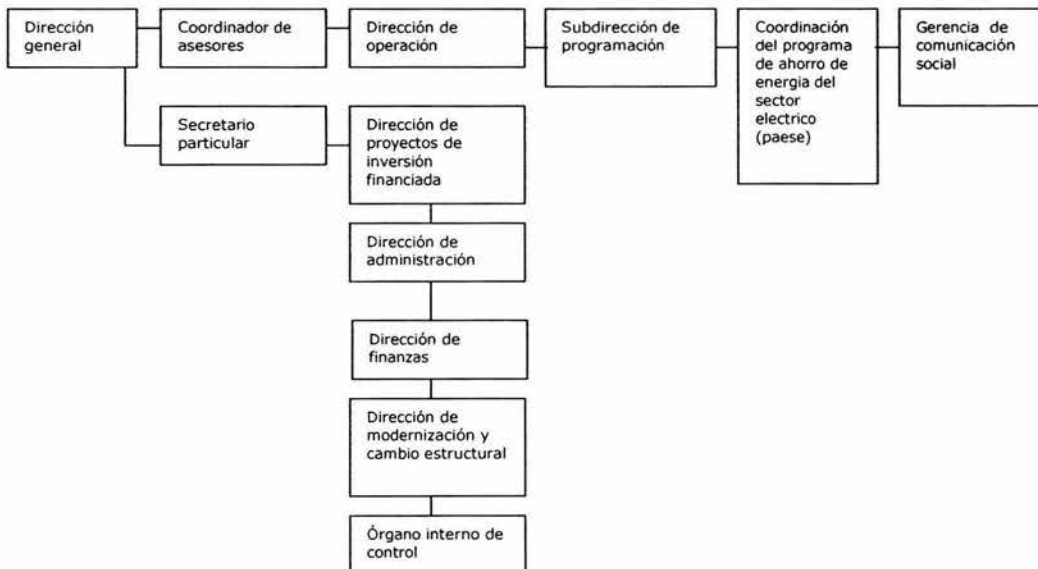 Dirección
general
Coordinador de
asesores
Dirección de
operación
Subdirección de
programación
Coordinación
del programa
de ahorro de
energia del
sector
electrico
(paese)
Gerencia de
comunicación
social
Secretario
particular
Dirección de
proyectos de
inversión
financiada
Dirección de
administración
Dirección de
finanzas
Dirección de
modernización y
cambio estructural
Órgano interno de
control